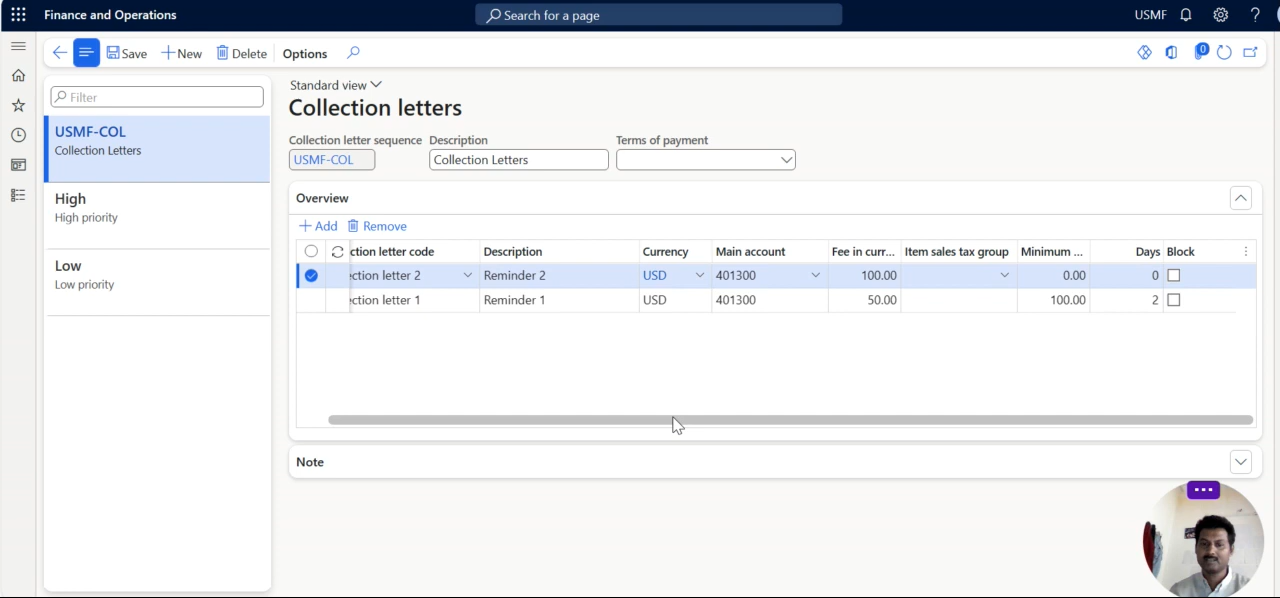 Finance and Operations
Search for a page
USMF
?
Save
New
Delete
Options
0
Filter
USMF-COL
Collection Letters
High
High priority
Low
Low priority
Standard view
Collection letters
Collection letter sequence Description Terms of payment
USMF-COL Collection Letters
Overview
+ Add Remove
ction letter code Description Currency Main account Fee in curr... Item sales tax group Minimum ... Days Block
ection letter 2 Reminder 2 USD 401300 100.00 0.00 0
ection letter 1 Reminder 1 USD 401300 50.00 100.00 2
Note